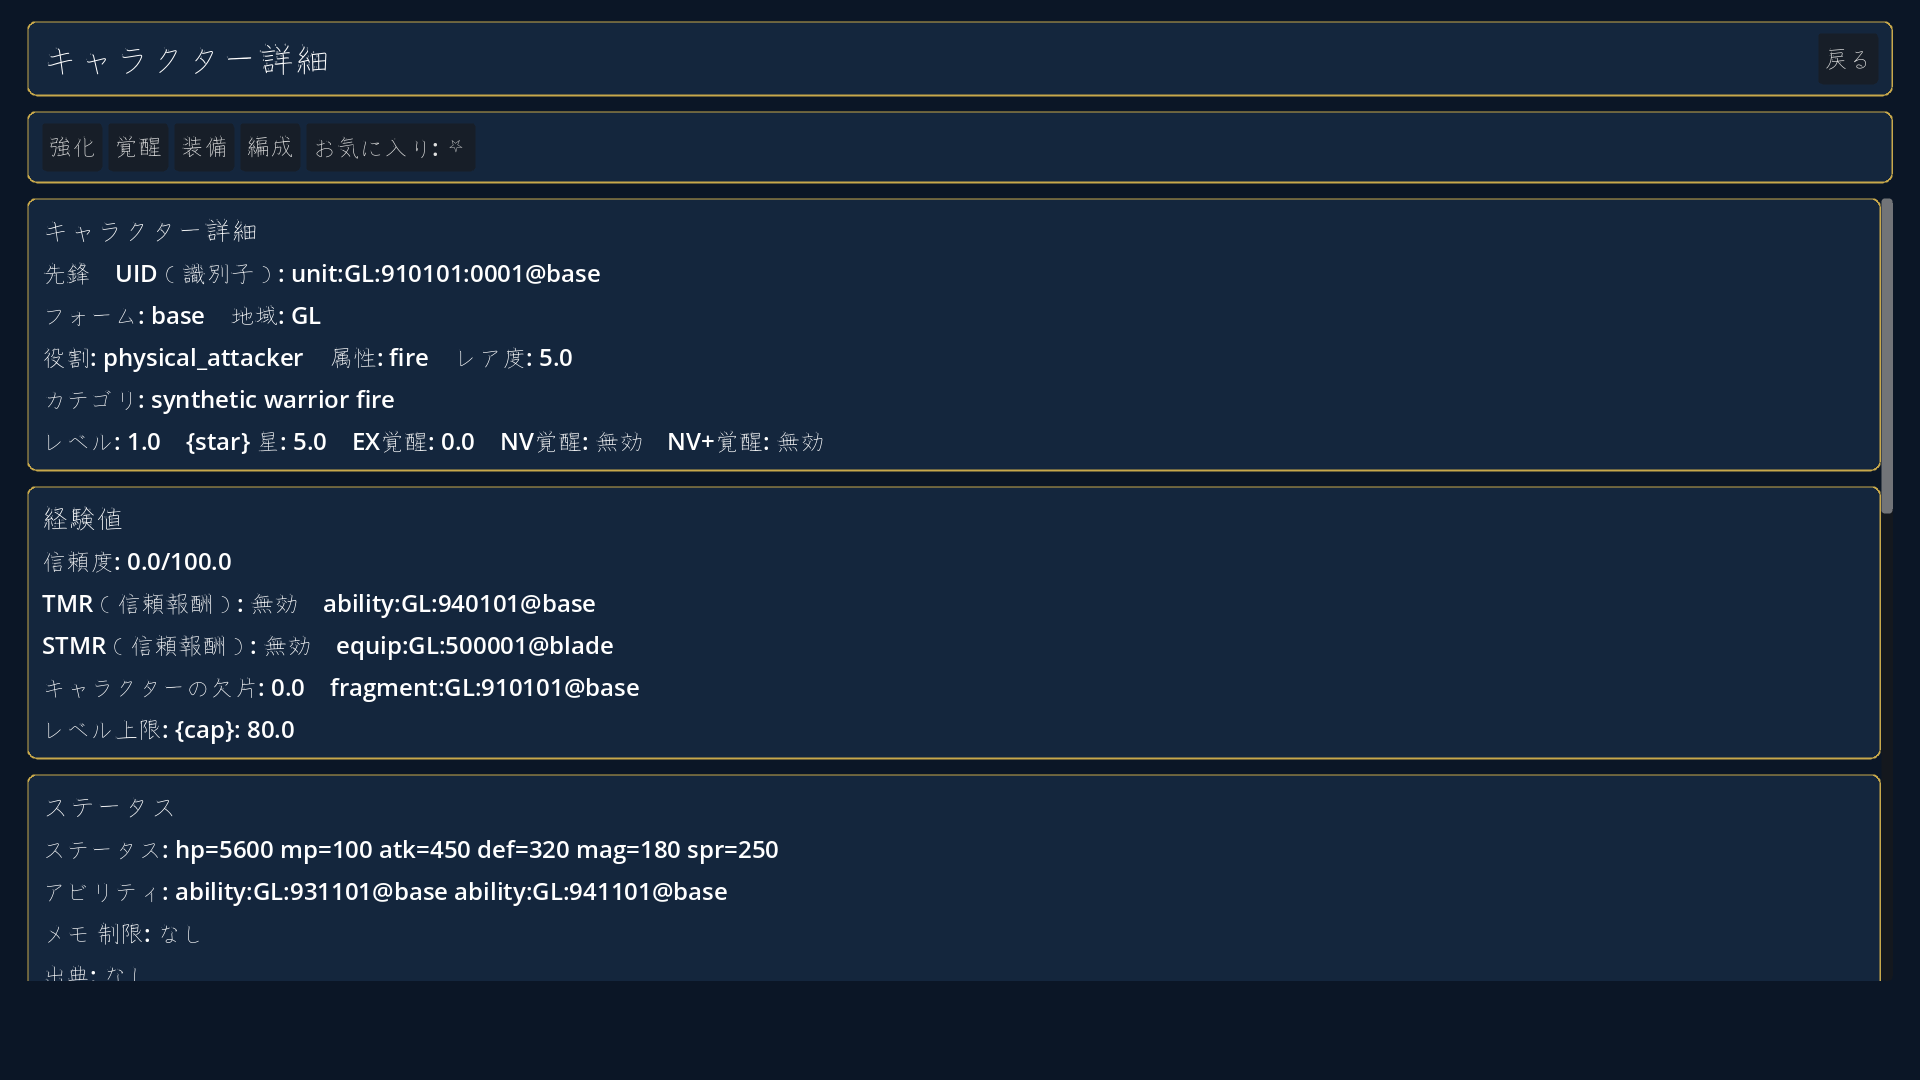 キャラクター詳細
戻る
強化 覚醒 装備 編成 お気に入り: ☆
キャラクター詳細
先鋒　UID（識別子）: unit:GL:910101:0001@base
フォーム: base　地域: GL
役割: physical_attacker　属性: fire　レア度: 5.0
カテゴリ: synthetic warrior fire
レベル: 1.0　{star} 星: 5.0　EX覚醒: 0.0　NV覚醒: 無効　NV+覚醒: 無効
経験値
信頼度: 0.0/100.0
TMR（信頼報酬）: 無効　ability:GL:940101@base
STMR（信頼報酬）: 無効　equip:GL:500001@blade
キャラクターの欠片: 0.0　fragment:GL:910101@base
レベル上限: {cap}: 80.0
ステータス
ステータス: hp=5600 mp=100 atk=450 def=320 mag=180 spr=250
アビリティ: ability:GL:931101@base ability:GL:941101@base
メモ 制限: なし
出典: なし